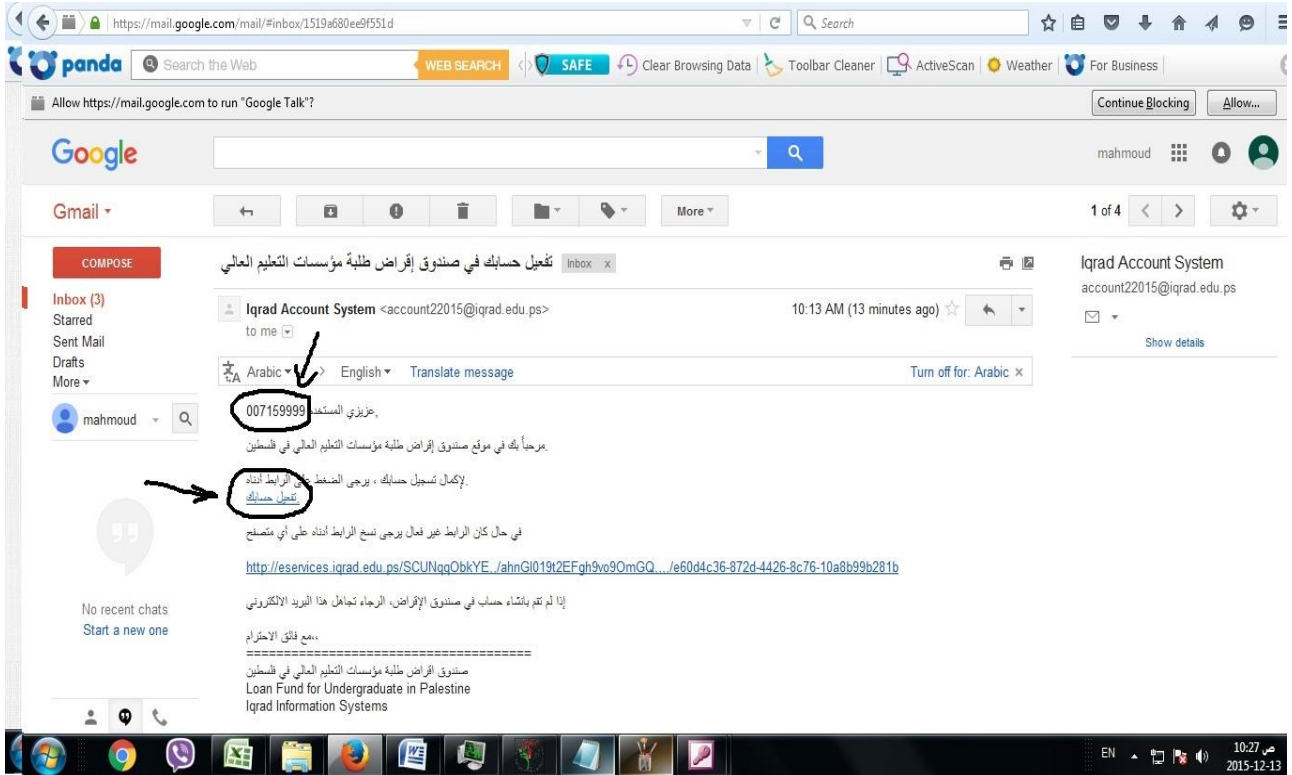 https://mail.google.com/mail/#inbox/1519a680ee9f551d
Search
panda
Search the Web
WEB SEARCH
SAFE
Clear Browsing Data
Toolbar Cleaner
ActiveScan
Weather
For Business
Allow https://mail.google.com to run "Google Talk"?
Continue Blocking
Allow...
Google
mahmoud
Gmail
More
1 of 4
COMPOSE
تفعيل حسابك في صندوق إقراض طلبة مؤسسات التعليم العالي
Inbox x
Iqrad Account System
account22015@iqrad.edu.ps
Show details
Inbox (3)
Starred
Sent Mail
Drafts
More
mahmoud
No recent chats
Start a new one
Iqrad Account System <account22015@iqrad.edu.ps>
10:13 AM (13 minutes ago)
to me
Arabic > English Translate message
Turn off for: Arabic x
عزيزي المستخدم 007159999,
مرحباً بك في موقع صندوق إقراض طلبة مؤسسات التعليم العالي في فلسطين.
لإكمال تسجيل حسابك ، يرجى الضغط على الرابط أدناه.
تفعيل حسابك.
في حال كان الرابط غير فعال يرجى نسخ الرابط أدناه على أي متصفح
http://eservices.iqrad.edu.ps/SCUNqqObkYE,./ahnGl019t2EFgh9vo9OmGQ,.,./e60d4c36-872d-4426-8c76-10a8b99b281b
إذا لم تقم بانشاء حساب في صندوق الإقراض، الرجاء تجاهل هذا البريد الالكتروني
مع فائق الاحترام،،
======================================
صندوق اقراض طلبة مؤسسات التعليم العالي في فلسطين
Loan Fund for Undergraduate in Palestine
Iqrad Information Systems
EN
10:27 ص
2015-12-13